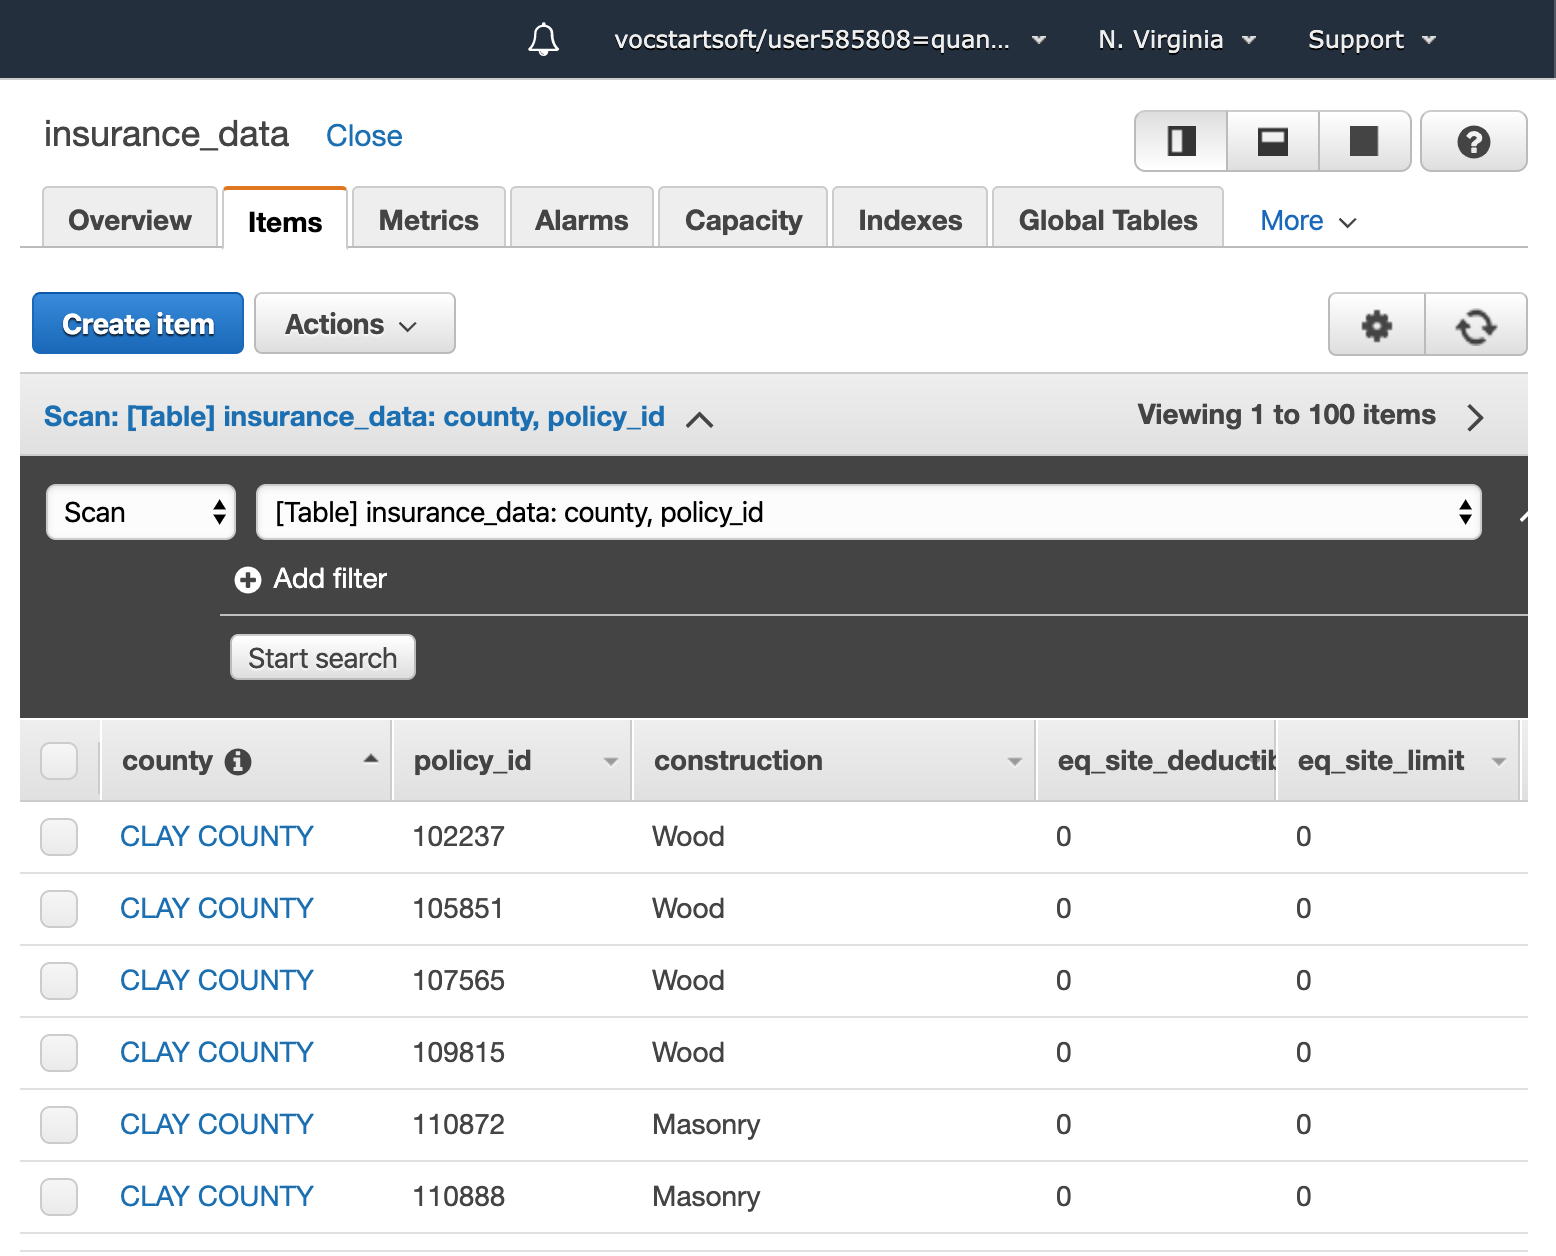 vocstartsoft/user585808=quan... N. Virginia Support
insurance_data Close
Overview Items Metrics Alarms Capacity Indexes Global Tables More
Create item Actions
Scan: [Table] insurance_data: county, policy_id Viewing 1 to 100 items
Scan [Table] insurance_data: county, policy_id
Add filter
Start search
county policy_id construction eq_site_deductib eq_site_limit
CLAY COUNTY 102237 Wood 0 0
CLAY COUNTY 105851 Wood 0 0
CLAY COUNTY 107565 Wood 0 0
CLAY COUNTY 109815 Wood 0 0
CLAY COUNTY 110872 Masonry 0 0
CLAY COUNTY 110888 Masonry 0 0